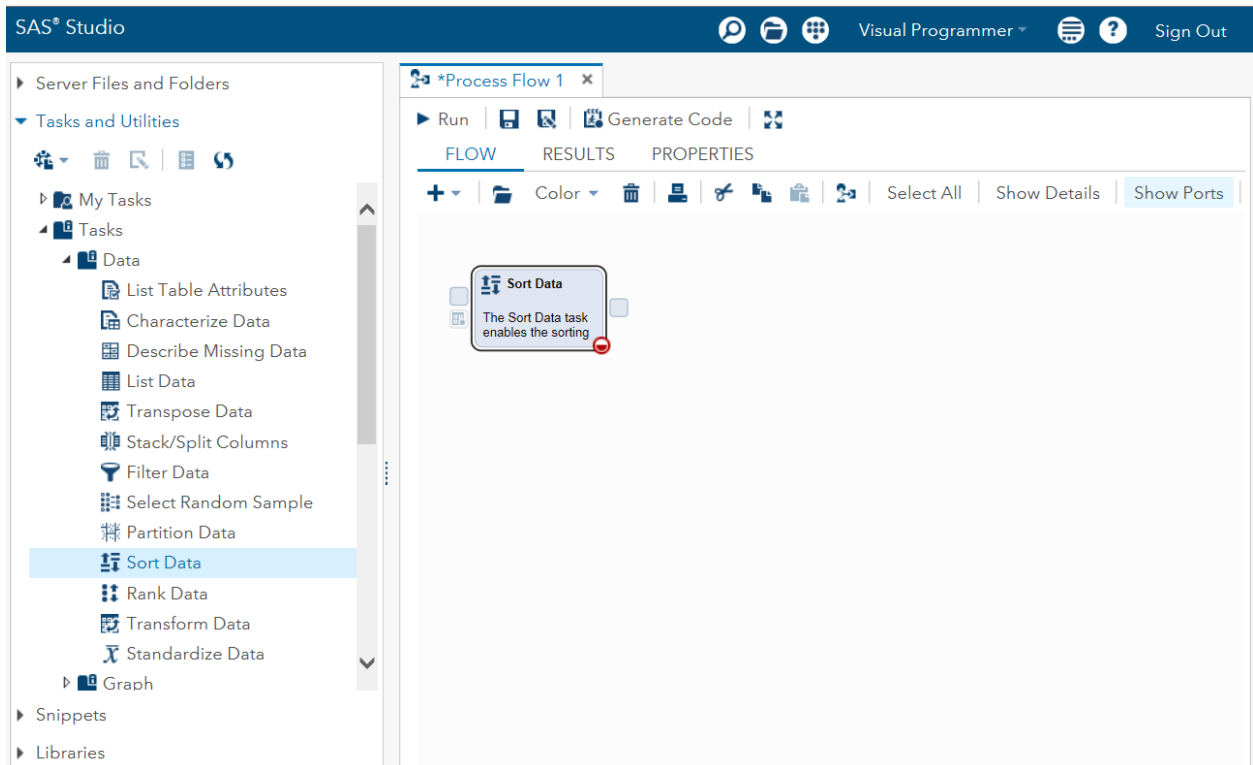 SAS® Studio
Visual Programmer
Sign Out
Server Files and Folders
Tasks and Utilities
My Tasks
Tasks
Data
List Table Attributes
Characterize Data
Describe Missing Data
List Data
Transpose Data
Stack/Split Columns
Filter Data
Select Random Sample
Partition Data
Sort Data
Rank Data
Transform Data
Standardize Data
Graph
Snippets
Libraries
*Process Flow 1
Run
Generate Code
FLOW RESULTS PROPERTIES
Color Select All Show Details Show Ports
Sort Data
The Sort Data task
enables the sorting